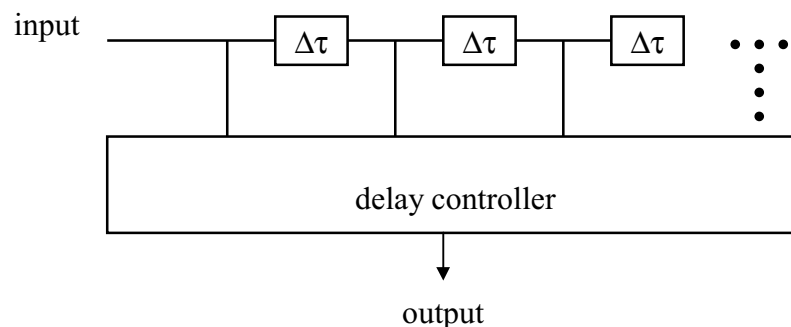 input
Δτ Δτ Δτ
delay controller
output